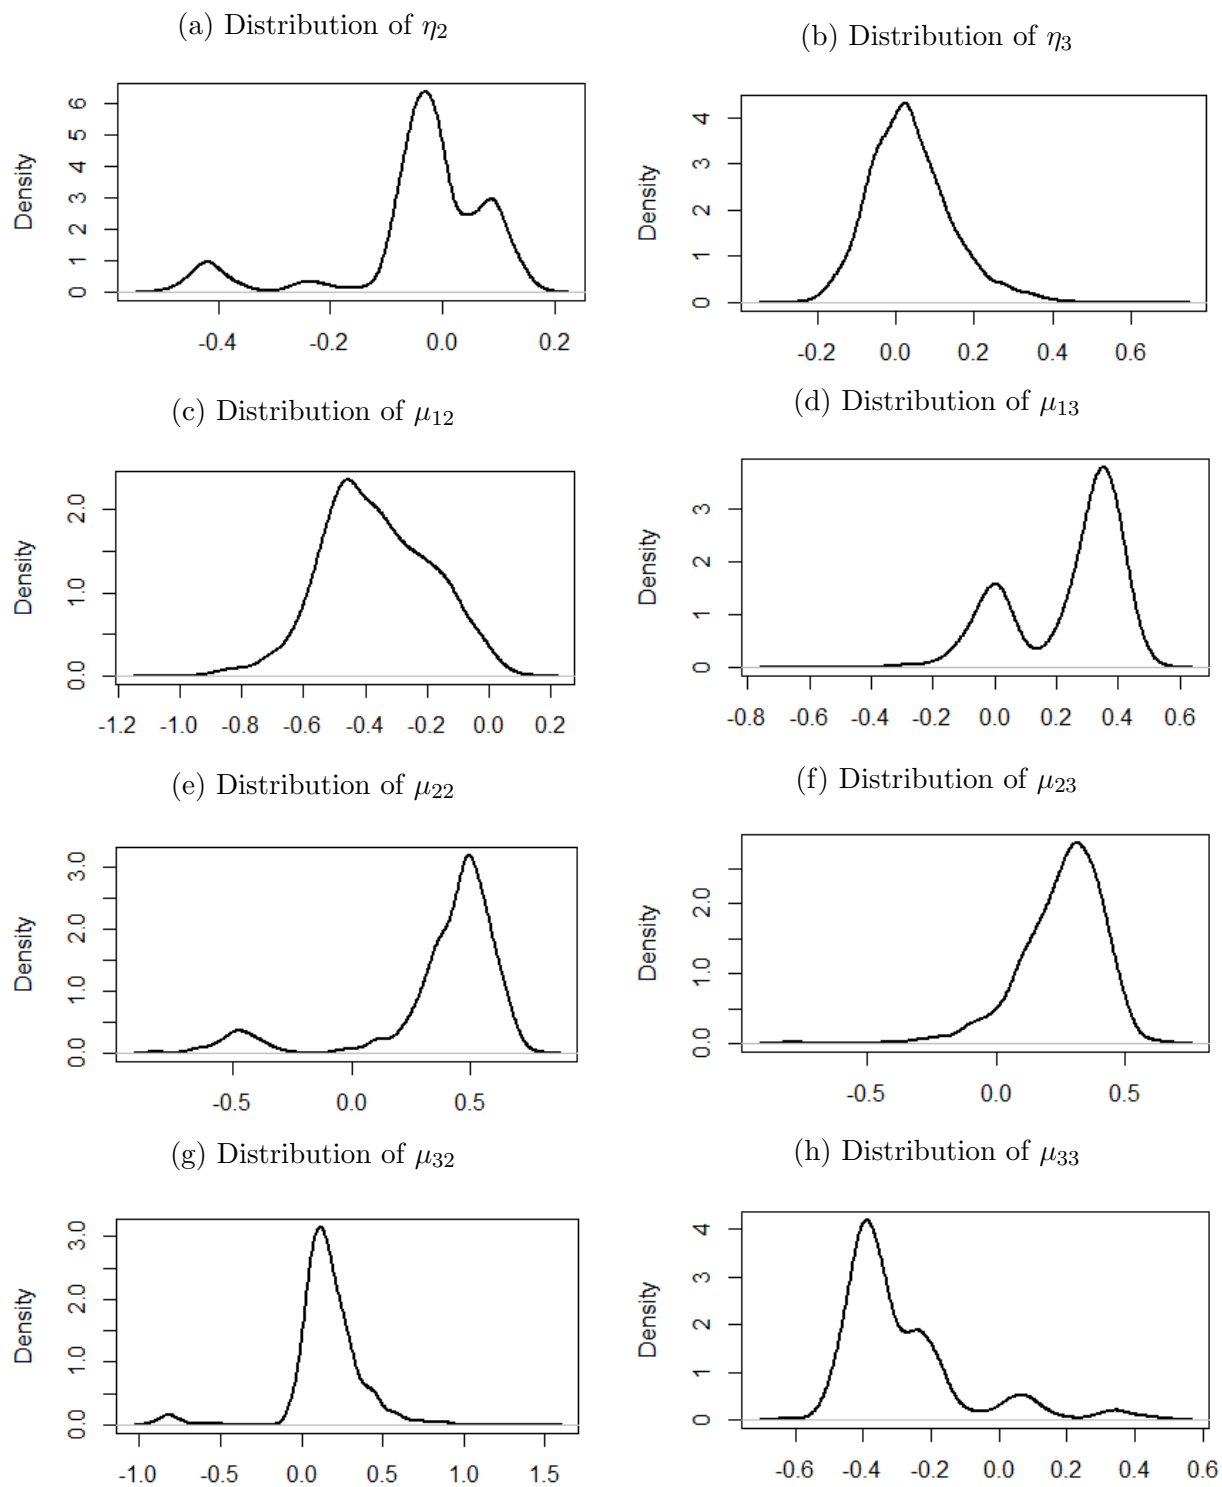 (a) Distribution of η₂
Density
0 1 2 3 4 5 6
-0.4 -0.2 0.0 0.2
(b) Distribution of η₃
Density
0 1 2 3 4
-0.2 0.0 0.2 0.4 0.6
(c) Distribution of μ₁₂
Density
0.0 1.0 2.0
-1.2 -1.0 -0.8 -0.6 -0.4 -0.2 0.0 0.2
(d) Distribution of μ₁₃
Density
0 1 2 3
-0.8 -0.6 -0.4 -0.2 0.0 0.2 0.4 0.6
(e) Distribution of μ₂₂
Density
0.0 1.0 2.0 3.0
-0.5 0.0 0.5
(f) Distribution of μ₂₃
Density
0.0 1.0 2.0
-0.5 0.0 0.5
(g) Distribution of μ₃₂
Density
0.0 1.0 2.0 3.0
-1.0 -0.5 0.0 0.5 1.0 1.5
(h) Distribution of μ₃₃
Density
0 1 2 3 4
-0.6 -0.4 -0.2 0.0 0.2 0.4 0.6